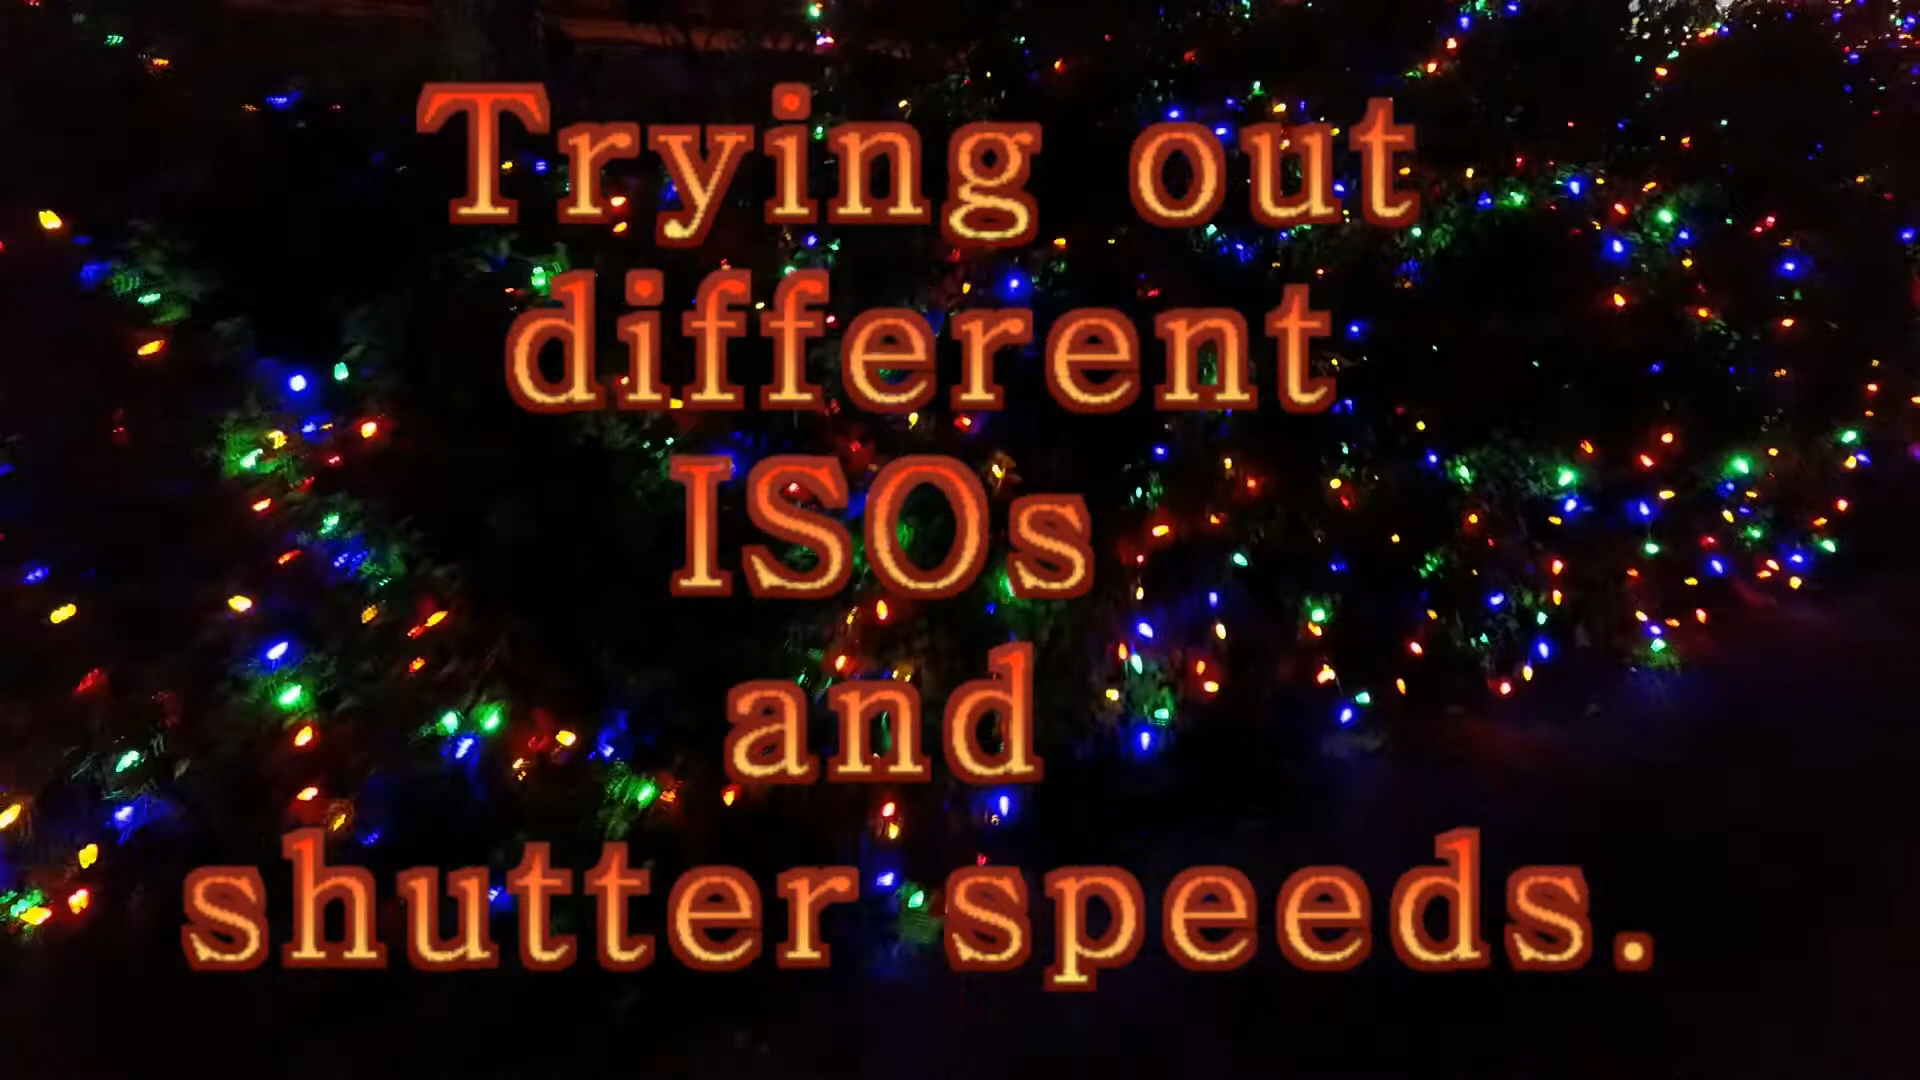 Trying out
different
ISOs
and
shutter speeds.